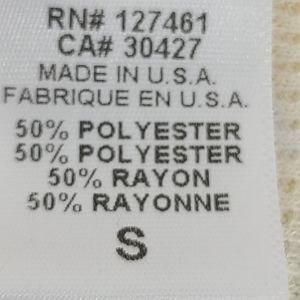 RN# 127461
CA# 30427
MADE IN U.S.A.
FABRIQUE EN U.S.A.
50% POLYESTER
50% POLYESTER
50% RAYON
50% RAYONNE
S